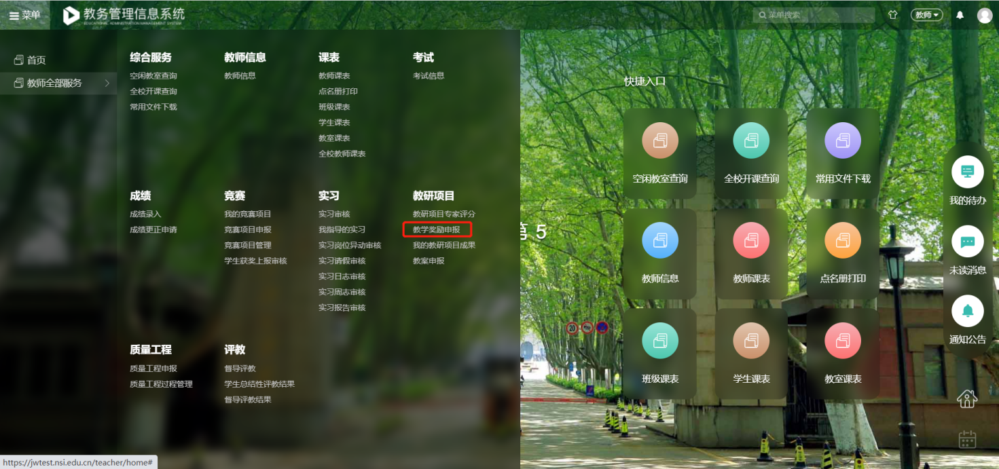 菜单
教务管理信息系统
EDUCATIONAL ADMINISTRATION MANAGEMENT SYSTEM
菜单搜索
教师
首页
教师全部服务
综合服务
空闲教室查询
全校开课查询
常用文件下载
教师信息
教师信息
课表
教师课表
点名册打印
班级课表
学生课表
教室课表
全校教师课表
考试
考试信息
成绩
成绩录入
成绩更正申请
竞赛
我的竞赛项目
竞赛项目申报
竞赛项目管理
学生获奖上报审核
实习
实习审核
我指导的实习
实习岗位异动审核
实习请假审核
实习日志审核
实习周志审核
实习报告审核
教研项目
教研项目专家评分
教学奖励申报
我的教研项目成果
教案申报
质量工程
质量工程申报
质量工程过程管理
评教
督导评教
学生总结性评教结果
督导评教结果
5
快捷入口
空闲教室查询
全校开课查询
常用文件下载
教师信息
教师课表
点名册打印
班级课表
学生课表
教室课表
我的待办
未读消息
通知公告
20
https://jwtest.nsi.edu.cn/teacher/home#